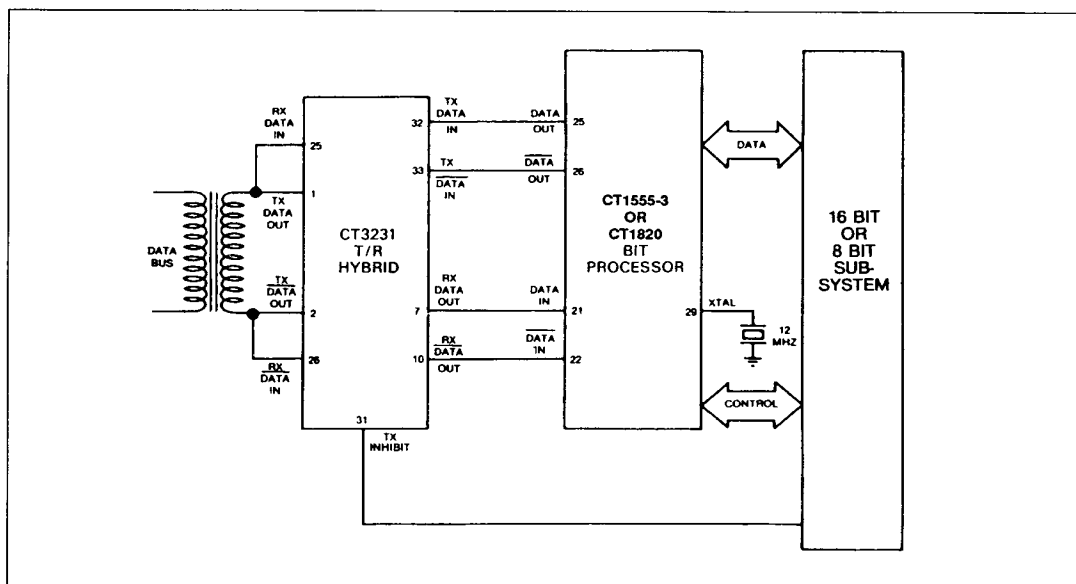 DATA
BUS
RX
DATA
IN
25
1
TX
DATA
OUT
TX
DATA
OUT
2
26
RX
DATA
IN
CT3231
T/R
HYBRID
31
TX
INHIBIT
32
TX
DATA
IN
DATA
OUT
25
33
TX
DATA
IN
DATA
OUT
26
7
RX
DATA
OUT
DATA
IN
21
10
RX
DATA
OUT
DATA
IN
22
CT1555-3
OR
CT1820
BIT
PROCESSOR
29
XTAL
12
MHZ
DATA
CONTROL
16 BIT
OR
8 BIT
SUB-
SYSTEM